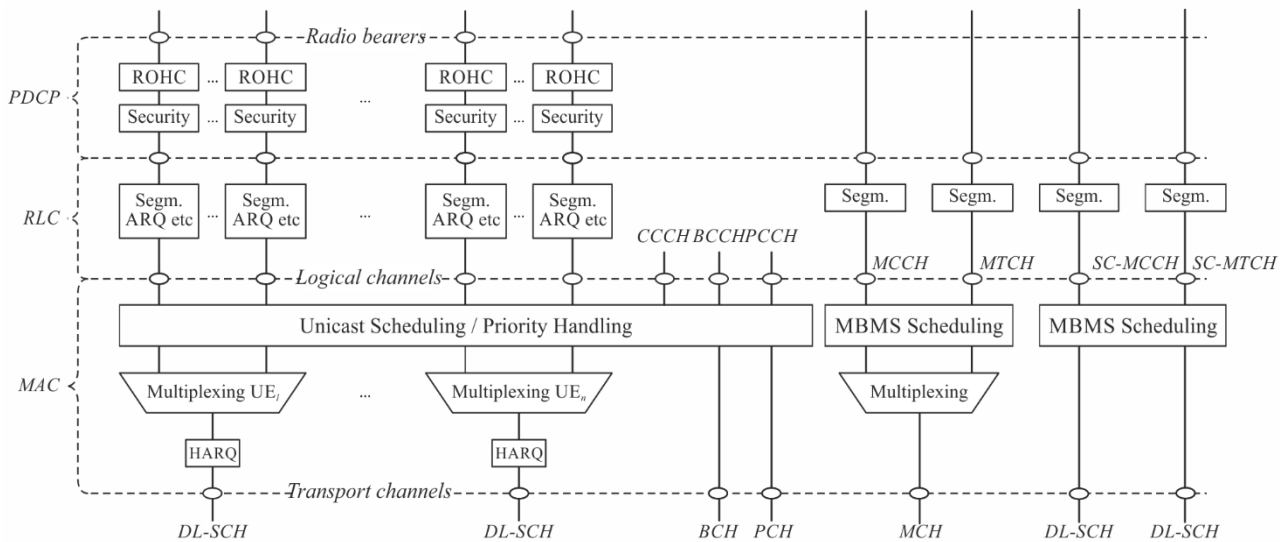 Radio bearers
ROHC ... ROHC ROHC ... ROHC
PDCP
...
Security ... Security Security ... Security
Segm. Segm. Segm. Segm. Segm. Segm. Segm. Segm.
RLC
... ... ...
ARQ etc ARQ etc ARQ etc ARQ etc
CCCH BCCH PCCH
MCCH MTCH SC-MCCH SC-MTCH
Logical channels
Unicast Scheduling / Priority Handling MBMS Scheduling MBMS Scheduling
MAC
Multiplexing UE₁ ... Multiplexing UEₙ Multiplexing
HARQ HARQ
Transport channels
DL-SCH DL-SCH BCH PCH MCH DL-SCH DL-SCH